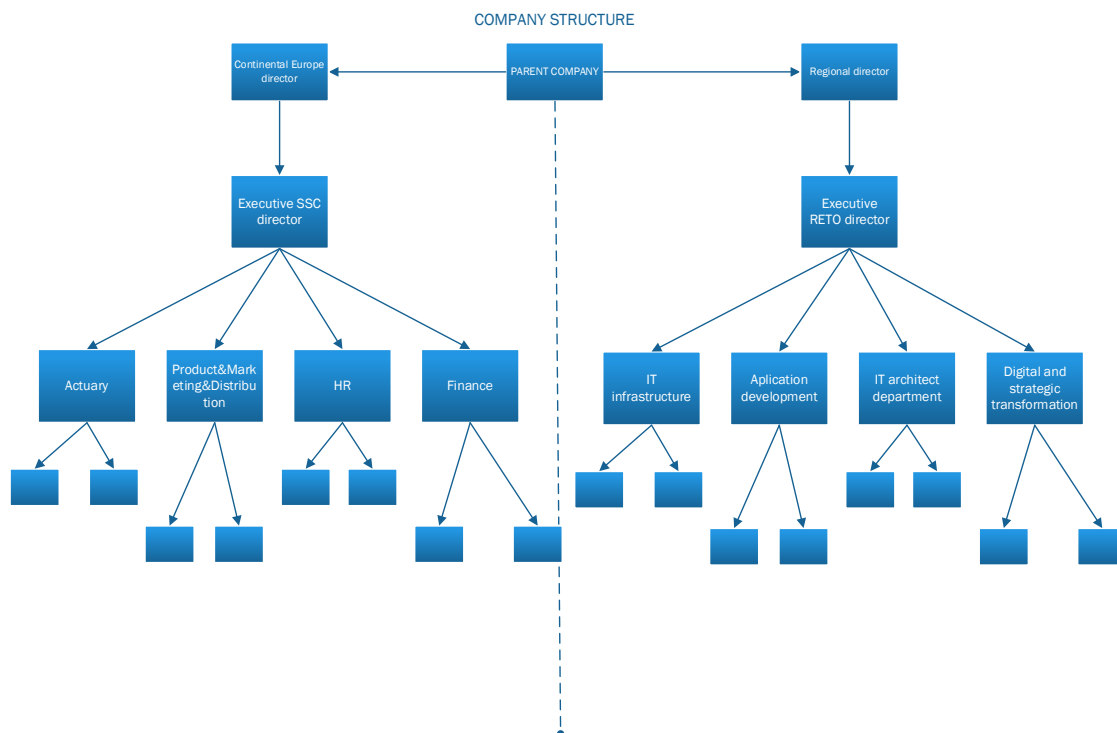 COMPANY STRUCTURE
Continental Europe
director
PARENT COMPANY
Regional director
Executive SSC
director
Executive
RETO director
Actuary
Product&Mark
eting&Distribu
tion
HR
Finance
IT
infrastructure
Aplication
development
IT architect
department
Digital and
strategic
transformation